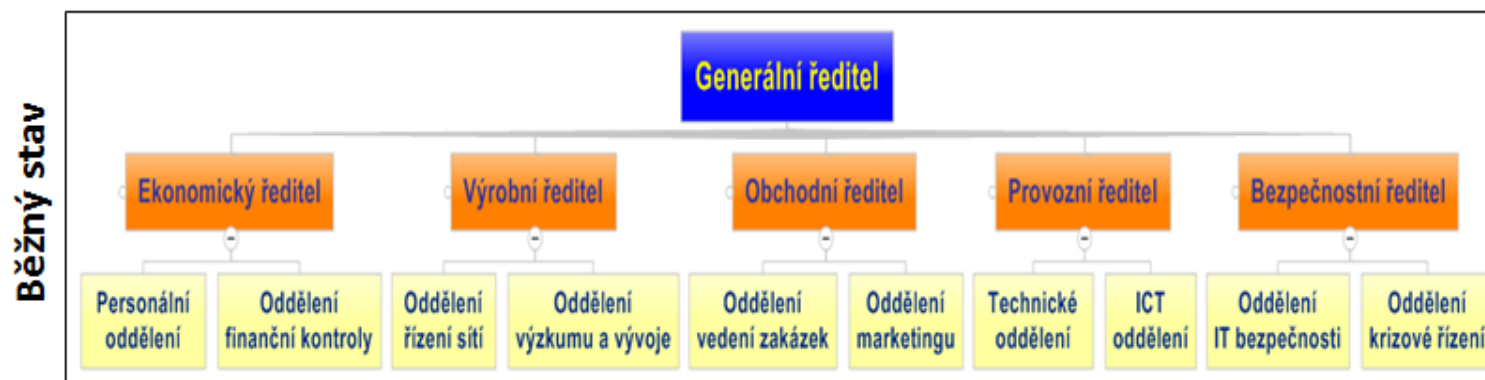 Běžný stav
Generální ředitel
Ekonomický ředitel
Výrobní ředitel
Obchodní ředitel
Provozní ředitel
Bezpečnostní ředitel
Personální
oddělení
Oddělení
finanční kontroly
Oddělení
řízení sítí
Oddělení
výzkumu a vývoje
Oddělení
vedení zakázek
Oddělení
marketingu
Technické
oddělení
ICT
oddělení
Oddělení
IT bezpečnosti
Oddělení
krizové řízení